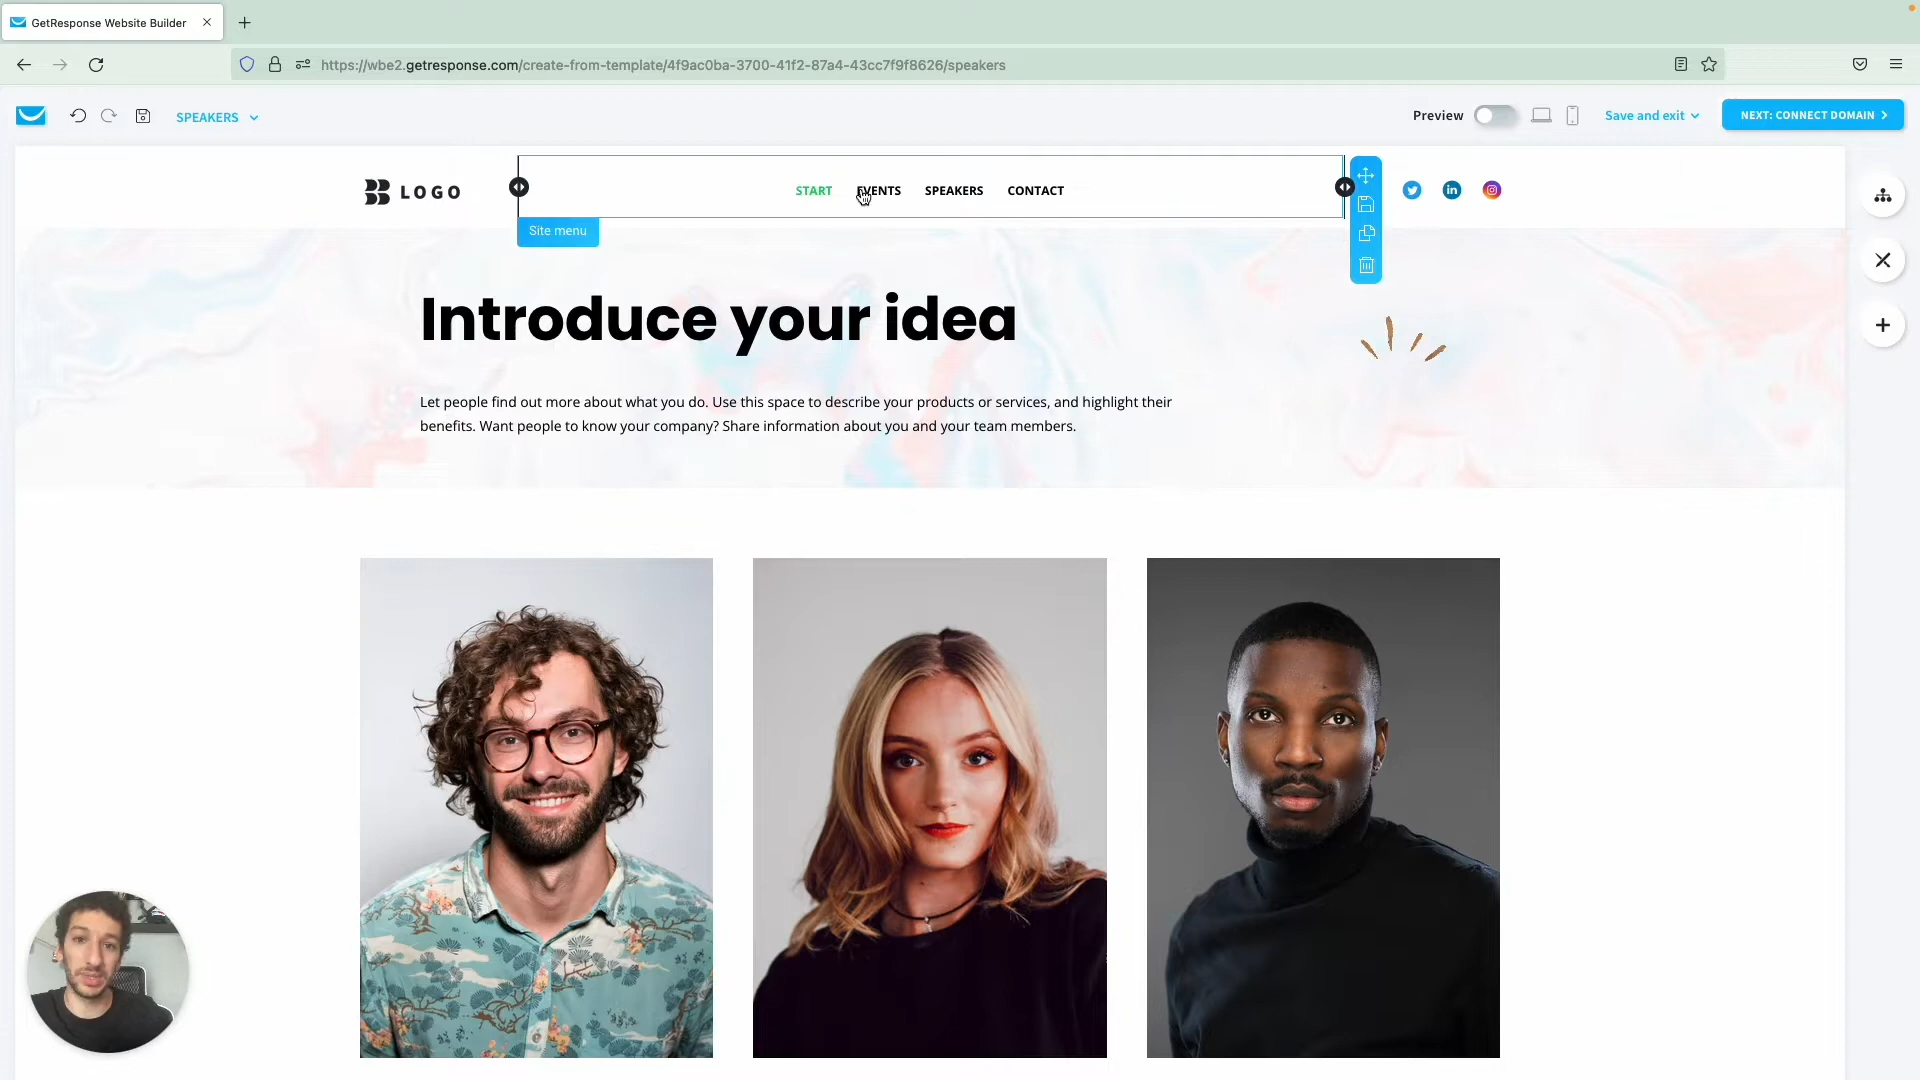 GetResponse Website Builder
https://wbe2.getresponse.com/create-from-template/4f9ac0ba-3700-41f2-87a4-43cc7f9f8626/speakers
SPEAKERS
Preview
Save and exit
NEXT: CONNECT DOMAIN
LOGO
START EVENTS SPEAKERS CONTACT
Site menu
Introduce your idea
Let people find out more about what you do. Use this space to describe your products or services, and highlight their
benefits. Want people to know your company? Share information about you and your team members.